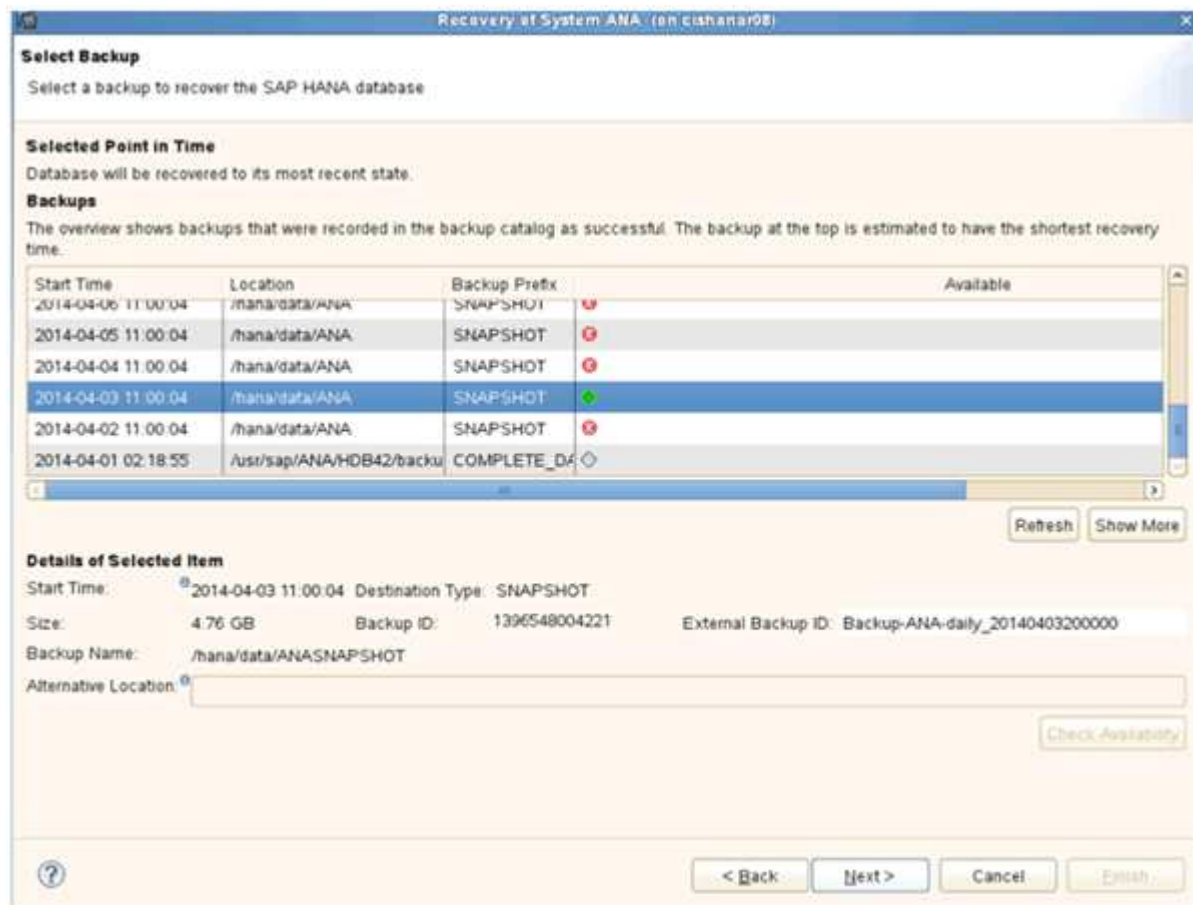 Recovery of System ANA (on cishanar08)
Select Backup
Select a backup to recover the SAP HANA database
Selected Point in Time
Database will be recovered to its most recent state.
Backups
The overview shows backups that were recorded in the backup catalog as successful. The backup at the top is estimated to have the shortest recovery
time.
Start Time Location Backup Prefix Available
2014-04-06 11:00:04 /hana/data/ANA SNAPSHOT
2014-04-05 11:00:04 /hana/data/ANA SNAPSHOT
2014-04-04 11:00:04 /hana/data/ANA SNAPSHOT
2014-04-03 11:00:04 /hana/data/ANA SNAPSHOT
2014-04-02 11:00:04 /hana/data/ANA SNAPSHOT
2014-04-01 02:18:55 /usr/sap/ANA/HDB42/backu COMPLETE_DA
Refresh Show More
Details of Selected Item
Start Time: 2014-04-03 11:00:04 Destination Type: SNAPSHOT
Size: 4.76 GB Backup ID: 1396548004221 External Backup ID: Backup-ANA-daily_20140403200000
Backup Name: /hana/data/ANASNAPSHOT
Alternative Location:
Check Availability
? < Back Next > Cancel Finish